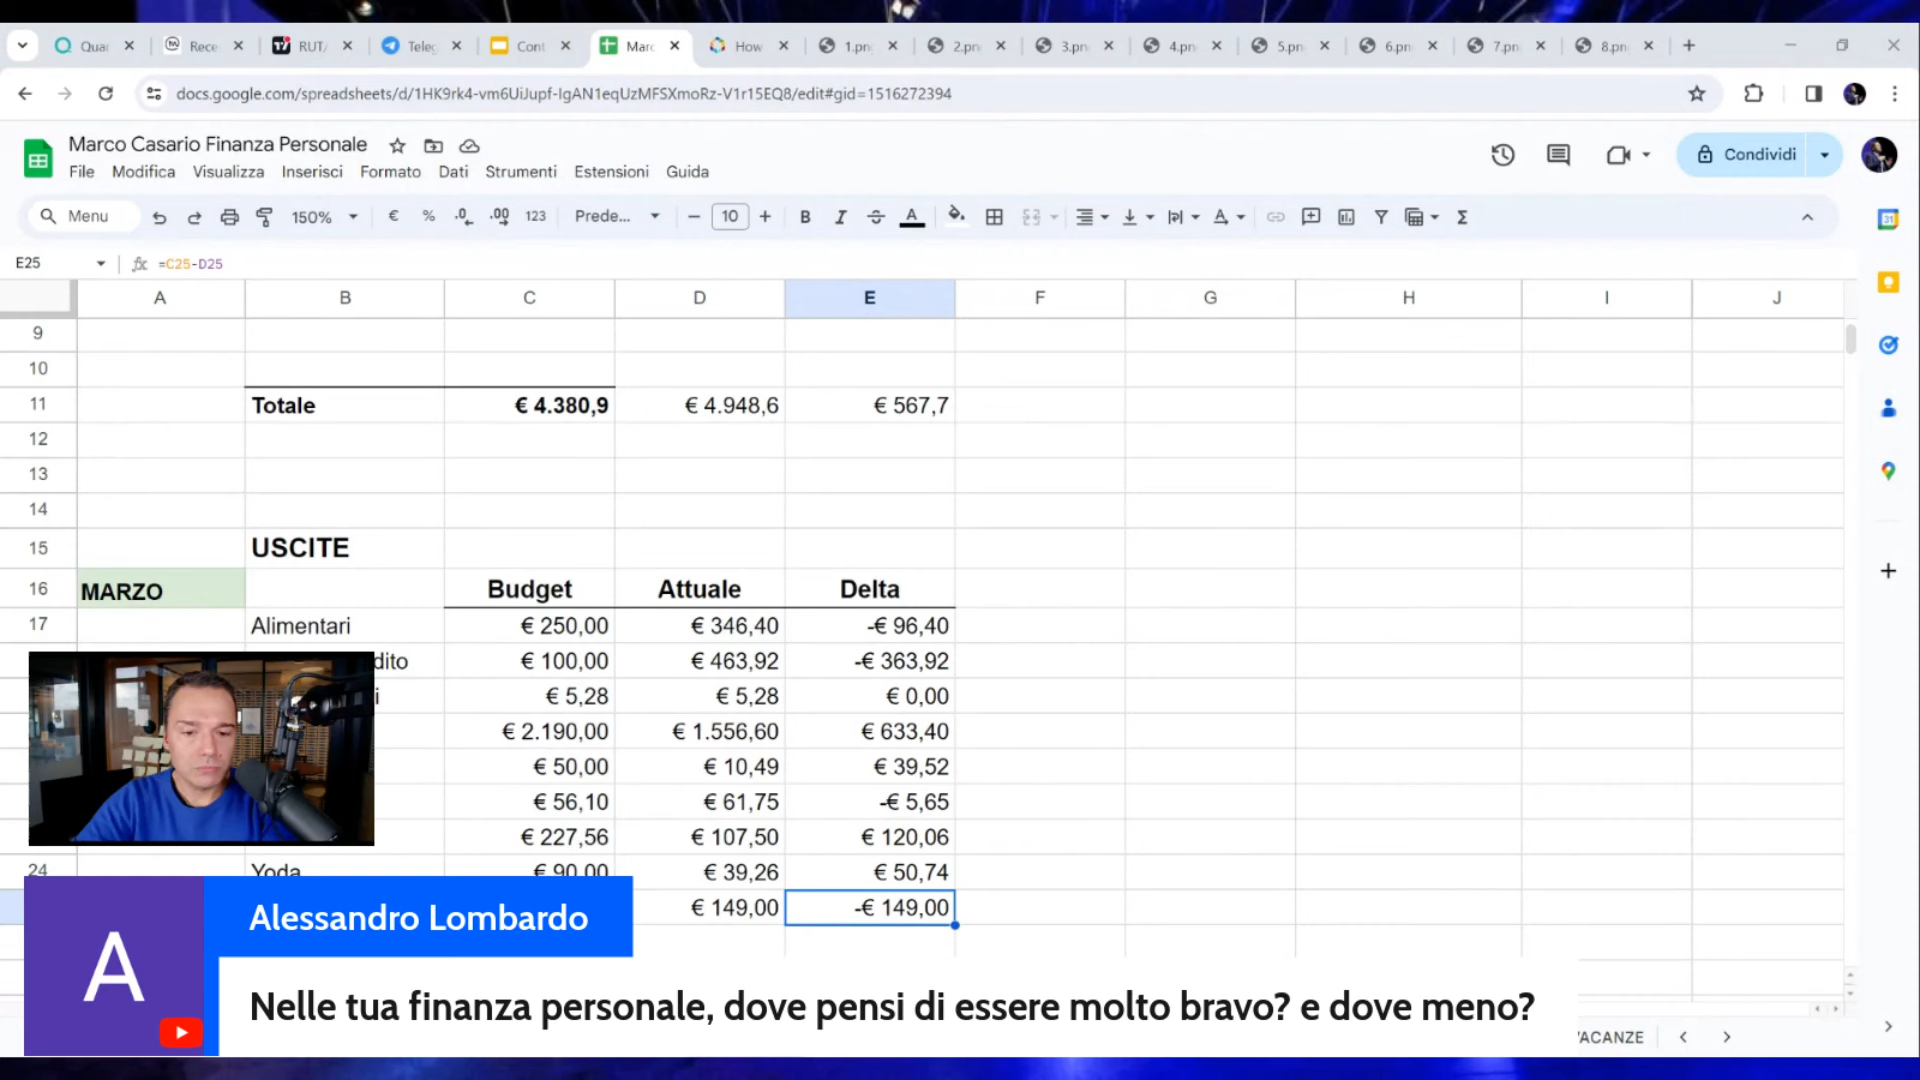 Quar
Rece
RUT/
Teleg
Cont
Marc
How
1.pn
2.pn
3.pn
4.pn
5.pn
6.pn
7.pn
8.pn
docs.google.com/spreadsheets/d/1HK9rk4-vm6UiJupf-IgAN1eqUzMFSXmoRz-V1r15EQ8/edit#gid=1516272394
Marco Casario Finanza Personale
Condividi
File Modifica Visualizza Inserisci Formato Dati Strumenti Estensioni Guida
Menu 150% € % .0 .00 123 Prede... 10 B I A Σ
E25 fx =C25-D25
A B C D E F G H I J
9
10
11 Totale € 4.380,9 € 4.948,6 € 567,7
12
13
14
15 USCITE
16 MARZO Budget Attuale Delta
17 Alimentari € 250,00 € 346,40 -€ 96,40
dito € 100,00 € 463,92 -€ 363,92
i € 5,28 € 5,28 € 0,00
€ 2.190,00 € 1.556,60 € 633,40
€ 50,00 € 10,49 € 39,52
€ 56,10 € 61,75 -€ 5,65
€ 227,56 € 107,50 € 120,06
24 Yoda € 90,00 € 39,26 € 50,74
€ 149,00 -€ 149,00
A
Alessandro Lombardo
Nelle tua finanza personale, dove pensi di essere molto bravo? e dove meno?
VACANZE
31